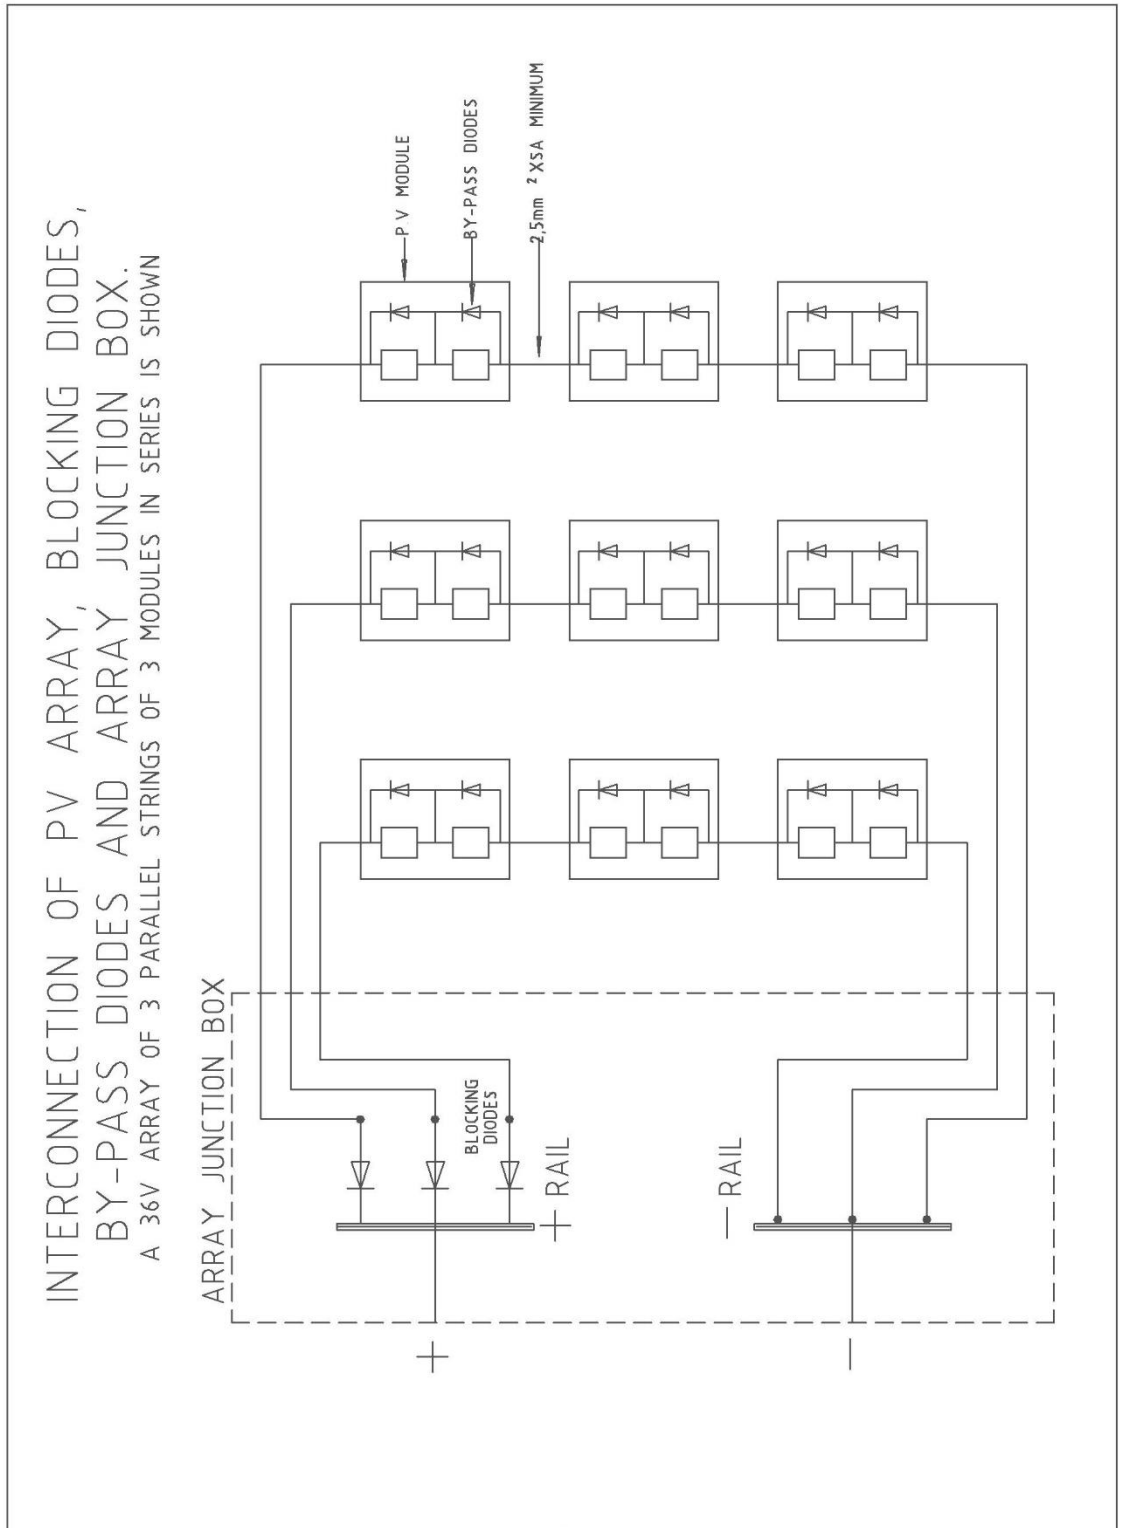 INTERCONNECTION OF PV ARRAY, BLOCKING DIODES,
BY-PASS DIODES AND ARRAY JUNCTION BOX.
A 36V ARRAY OF 3 PARALLEL STRINGS OF 3 MODULES IN SERIES IS SHOWN
ARRAY JUNCTION BOX
P.V MODULE
BY-PASS DIODES
2,5mm ² XSA MINIMUM
BLOCKING
DIODES
+ RAIL
− RAIL
+
−